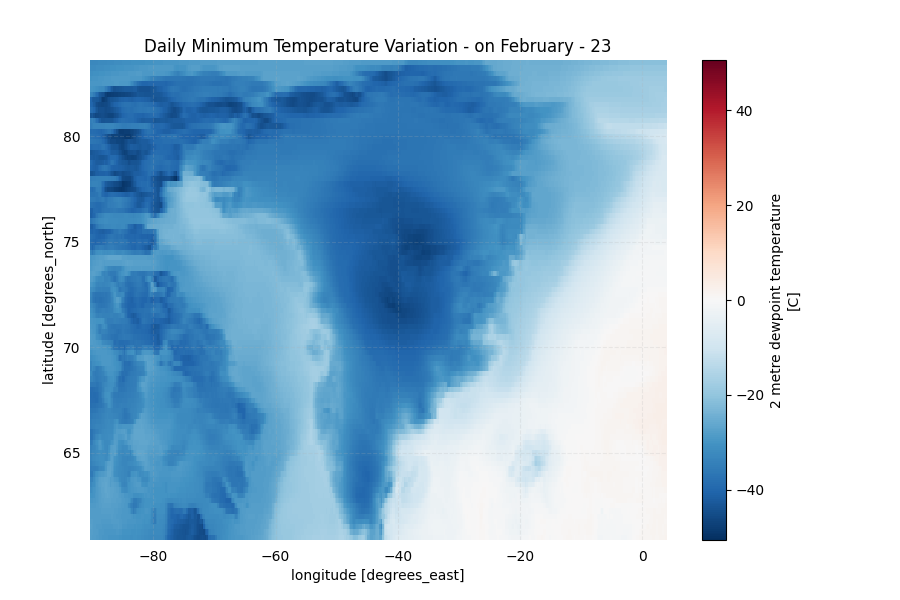 Daily Minimum Temperature Variation - on February - 23
latitude [degrees_north]
80
75
70
65
−80
−60
−40
−20
0
longitude [degrees_east]
40
20
0
−20
−40
2 metre dewpoint temperature
[C]